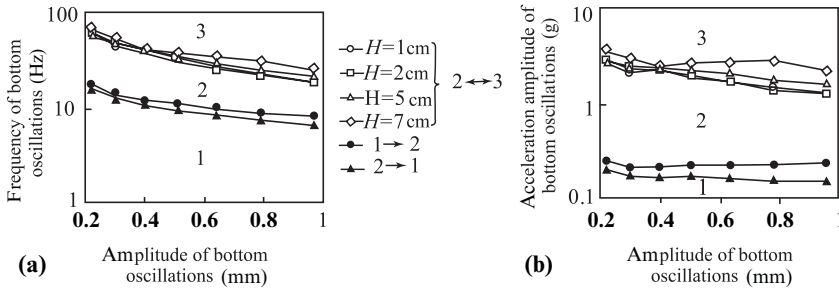 Frequency of bottom
oscillations (Hz)
100
10
1
3
2
1
0.2
0.4
0.6
0.8
1
Amplitude of bottom
oscillations (mm)
(a)
H=1cm
H=2cm
H=5 cm
H=7cm
2↔3
1→2
2→1
Acceleration amplitude of
bottom oscillations (g)
10
1
0.1
3
2
1
0.2
0.4
0.6
0.8
1
Amplitude of bottom
oscillations (mm)
(b)